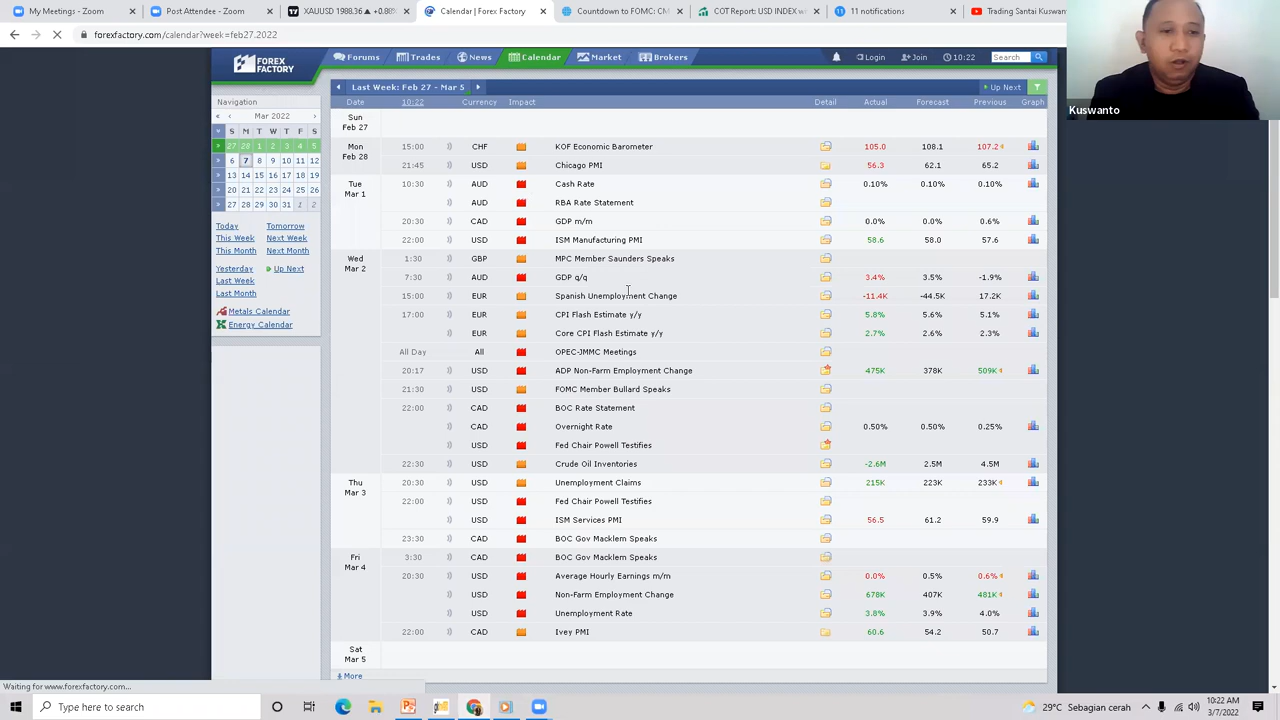 My Meetings - Zoom
Post Attendee - Zoom
XAUUSD 1988.36 ▲ +0.86%
Calendar | Forex Factory
Countdown to FOMC: CM
COT Report: USD INDEX w
11 notifications
Trading Santai Kuswan
forexfactory.com/calendar?week=feb27.2022
Kuswanto
FOREX FACTORY
Forums Trades News Calendar Market Brokers
Login Join 10:22 Search
Navigation
Mar 2022
S M T W T F S
27 28 1 2 3 4 5
6 7 8 9 10 11 12
13 14 15 16 17 18 19
20 21 22 23 24 25 26
27 28 29 30 31 1 2
Today Tomorrow
This Week Next Week
This Month Next Month
Yesterday Up Next
Last Week
Last Month
Metals Calendar
Energy Calendar
Last Week: Feb 27 - Mar 5 Up Next
Date 10:22 Currency Impact Detail Actual Forecast Previous Graph
Sun Feb 27
Mon Feb 28 15:00 CHF KOF Economic Barometer 105.0 108.1 107.2
21:45 USD Chicago PMI 56.3 62.1 65.2
Tue Mar 1 10:30 AUD Cash Rate 0.10% 0.10% 0.10%
AUD RBA Rate Statement
20:30 CAD GDP m/m 0.0% 0.0% 0.6%
22:00 USD ISM Manufacturing PMI 58.6 58.0 57.6
Wed Mar 2 1:30 GBP MPC Member Saunders Speaks
7:30 AUD GDP q/q 3.4% 3.5% -1.9%
15:00 EUR Spanish Unemployment Change -11.4K -44.5K 17.2K
17:00 EUR CPI Flash Estimate y/y 5.8% 5.6% 5.1%
EUR Core CPI Flash Estimate y/y 2.7% 2.6% 2.3%
All Day All OPEC-JMMC Meetings
20:17 USD ADP Non-Farm Employment Change 475K 378K 509K
21:30 USD FOMC Member Bullard Speaks
22:00 CAD BOC Rate Statement
CAD Overnight Rate 0.50% 0.50% 0.25%
USD Fed Chair Powell Testifies
22:30 USD Crude Oil Inventories -2.6M 2.5M 4.5M
Thu Mar 3 20:30 USD Unemployment Claims 215K 223K 233K
22:00 USD Fed Chair Powell Testifies
USD ISM Services PMI 56.5 61.2 59.9
23:30 CAD BOC Gov Macklem Speaks
Fri Mar 4 3:30 CAD BOC Gov Macklem Speaks
20:30 USD Average Hourly Earnings m/m 0.0% 0.5% 0.6%
USD Non-Farm Employment Change 678K 407K 481K
USD Unemployment Rate 3.8% 3.9% 4.0%
22:00 CAD Ivey PMI 60.6 54.2 50.7
Sat Mar 5
More
Waiting for www.forexfactory.com...
Type here to search
29°C Sebagian cerah
10:22 AM
3/7/2022